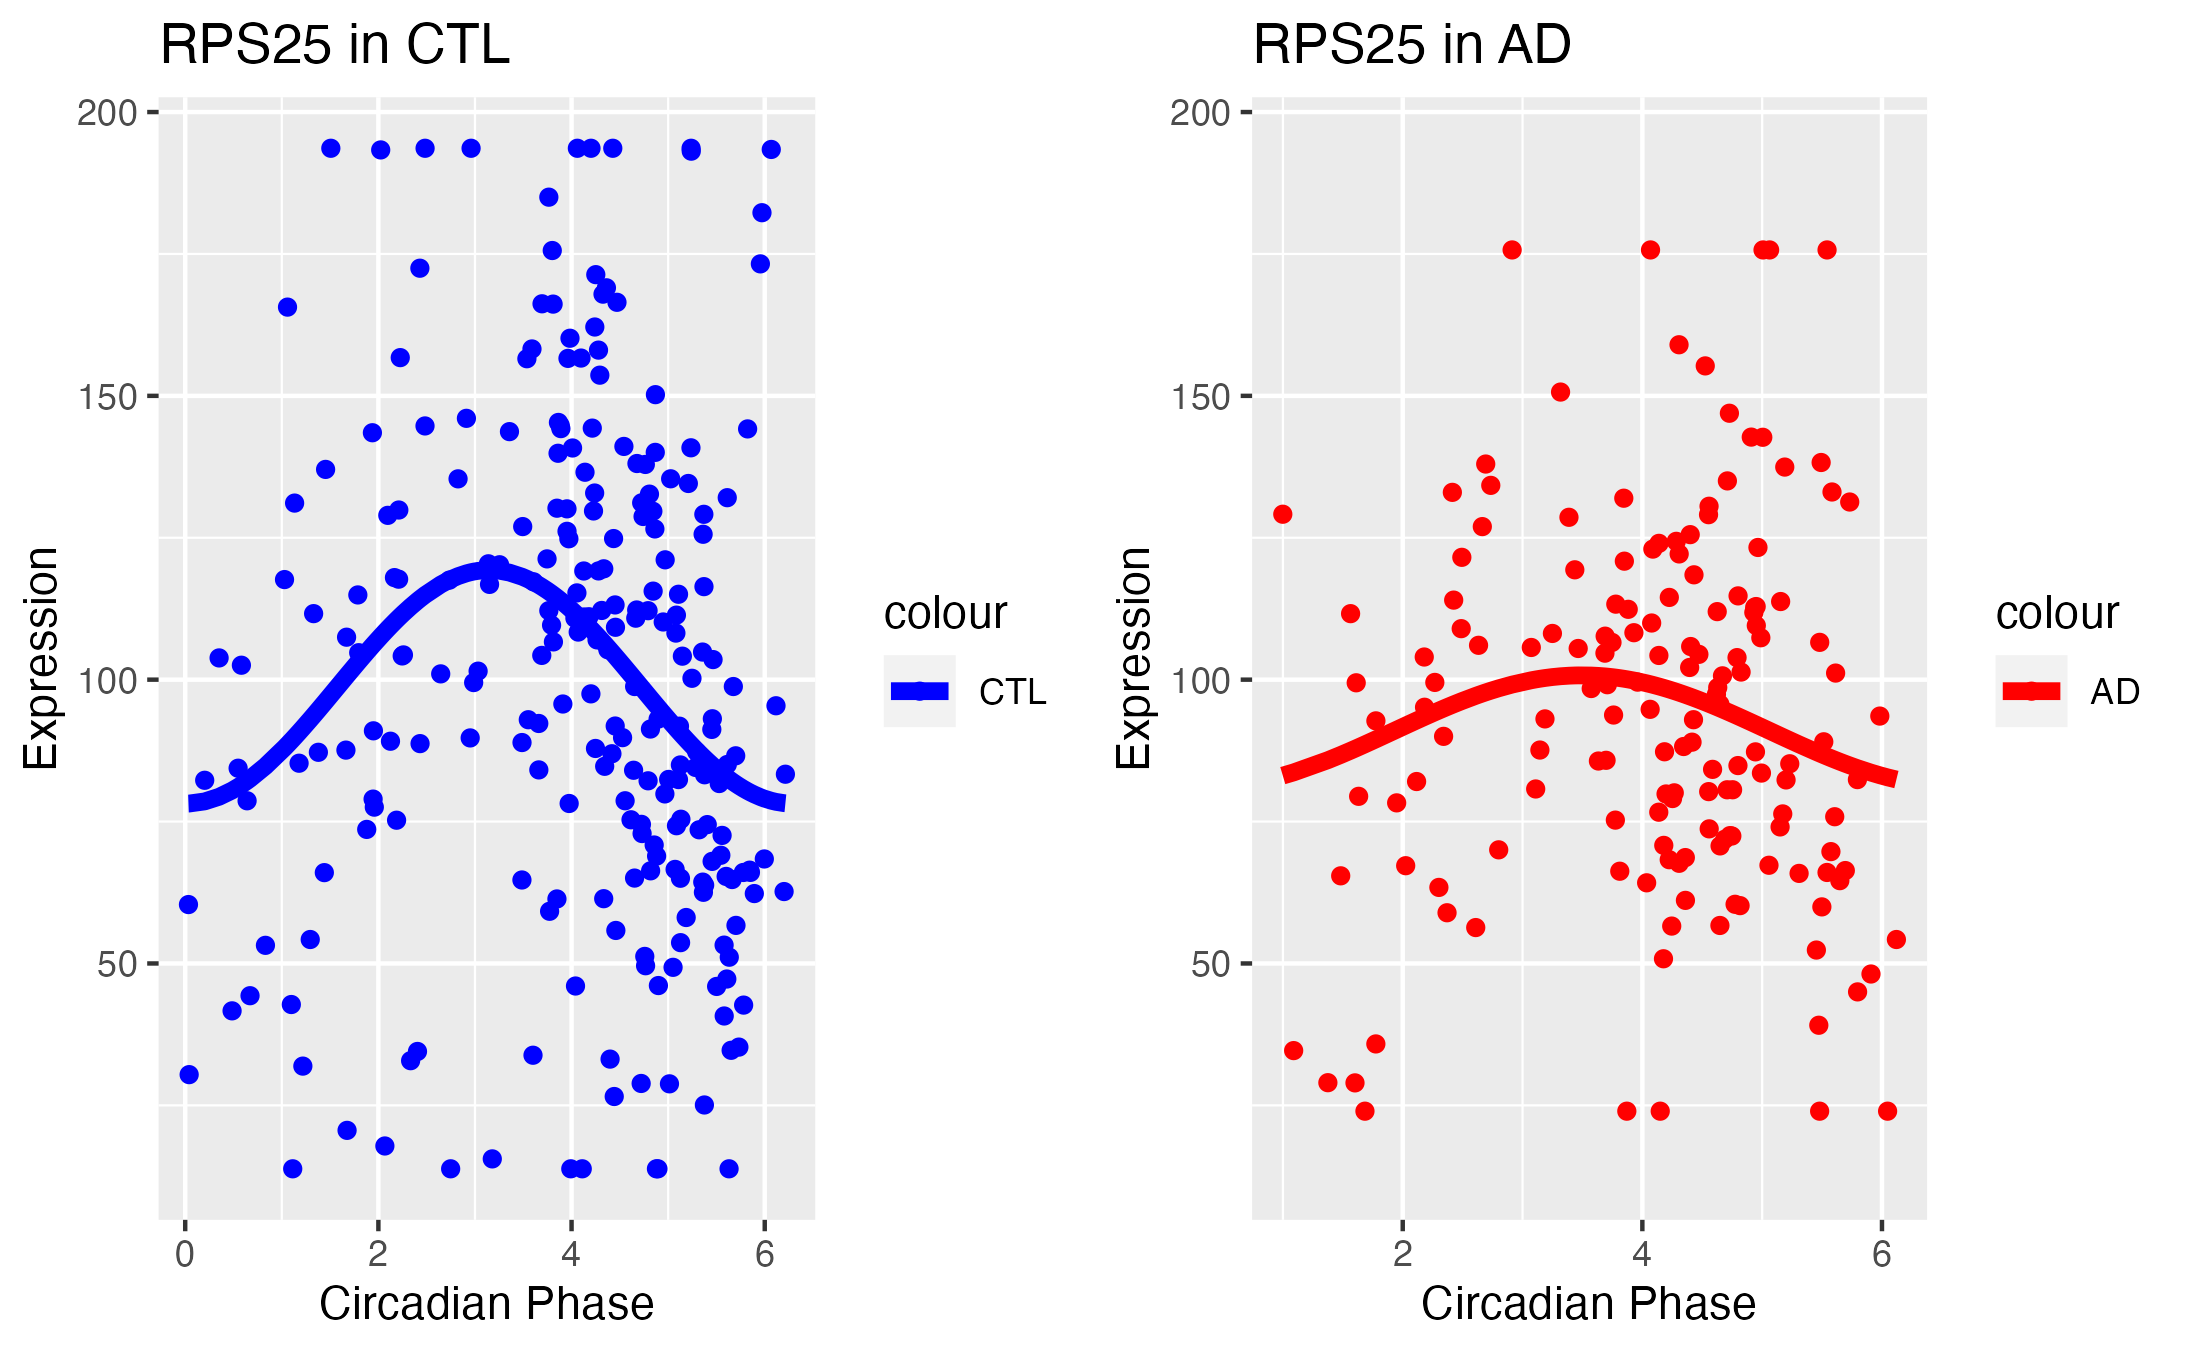 RPS25 in CTL
200
150
100
50
Expression
0 2 4 6
Circadian Phase
colour
CTL
RPS25 in AD
200
150
100
50
Expression
2 4 6
Circadian Phase
colour
AD